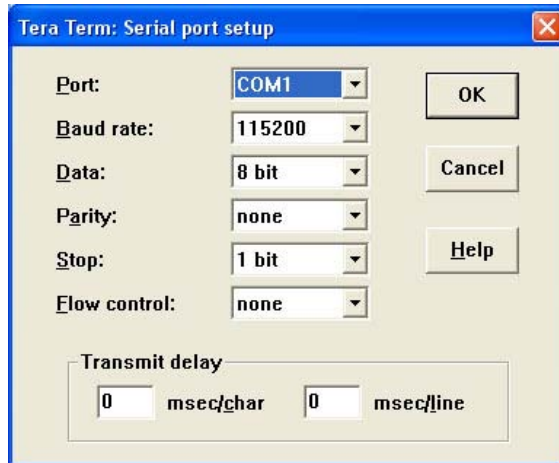 Tera Term: Serial port setup
Port: COM1
OK
Baud rate: 115200
Data: 8 bit
Cancel
Parity: none
Stop: 1 bit
Help
Flow control: none
Transmit delay
0 msec/char 0 msec/line